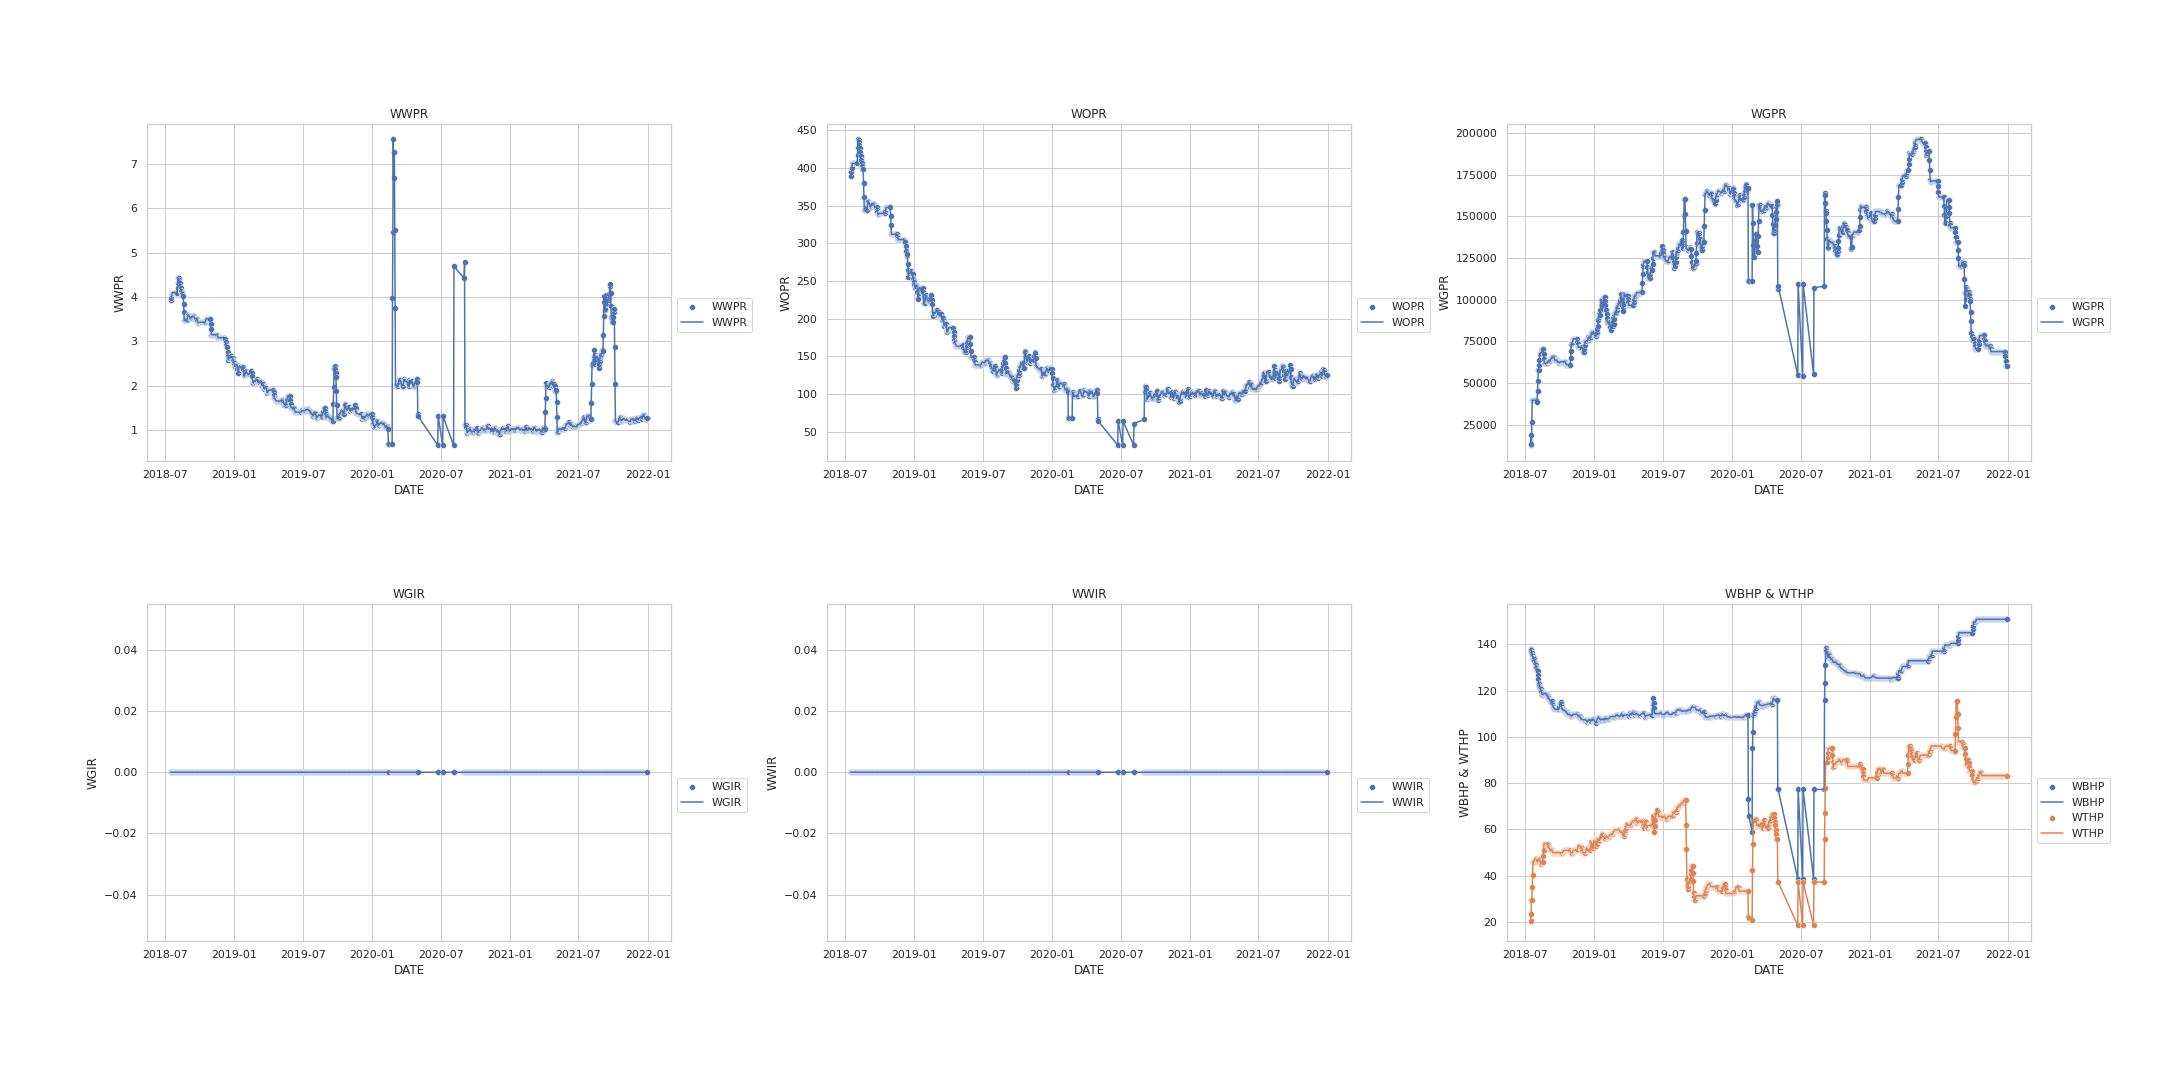 WWPR
WWPR
7
6
5
4
3
2
1
2018-07 2019-01 2019-07 2020-01 2020-07 2021-01 2021-07 2022-01
DATE
WWPR
WWPR
WOPR
WOPR
450
400
350
300
250
200
150
100
50
2018-07 2019-01 2019-07 2020-01 2020-07 2021-01 2021-07 2022-01
DATE
WOPR
WOPR
WGPR
WGPR
200000
175000
150000
125000
100000
75000
50000
25000
2018-07 2019-01 2019-07 2020-01 2020-07 2021-01 2021-07 2022-01
DATE
WGPR
WGPR
WGIR
WGIR
0.04
0.02
0.00
−0.02
−0.04
2018-07 2019-01 2019-07 2020-01 2020-07 2021-01 2021-07 2022-01
DATE
WGIR
WGIR
WWIR
WWIR
0.04
0.02
0.00
−0.02
−0.04
2018-07 2019-01 2019-07 2020-01 2020-07 2021-01 2021-07 2022-01
DATE
WWIR
WWIR
WBHP & WTHP
WBHP & WTHP
140
120
100
80
60
40
20
2018-07 2019-01 2019-07 2020-01 2020-07 2021-01 2021-07 2022-01
DATE
WBHP
WBHP
WTHP
WTHP